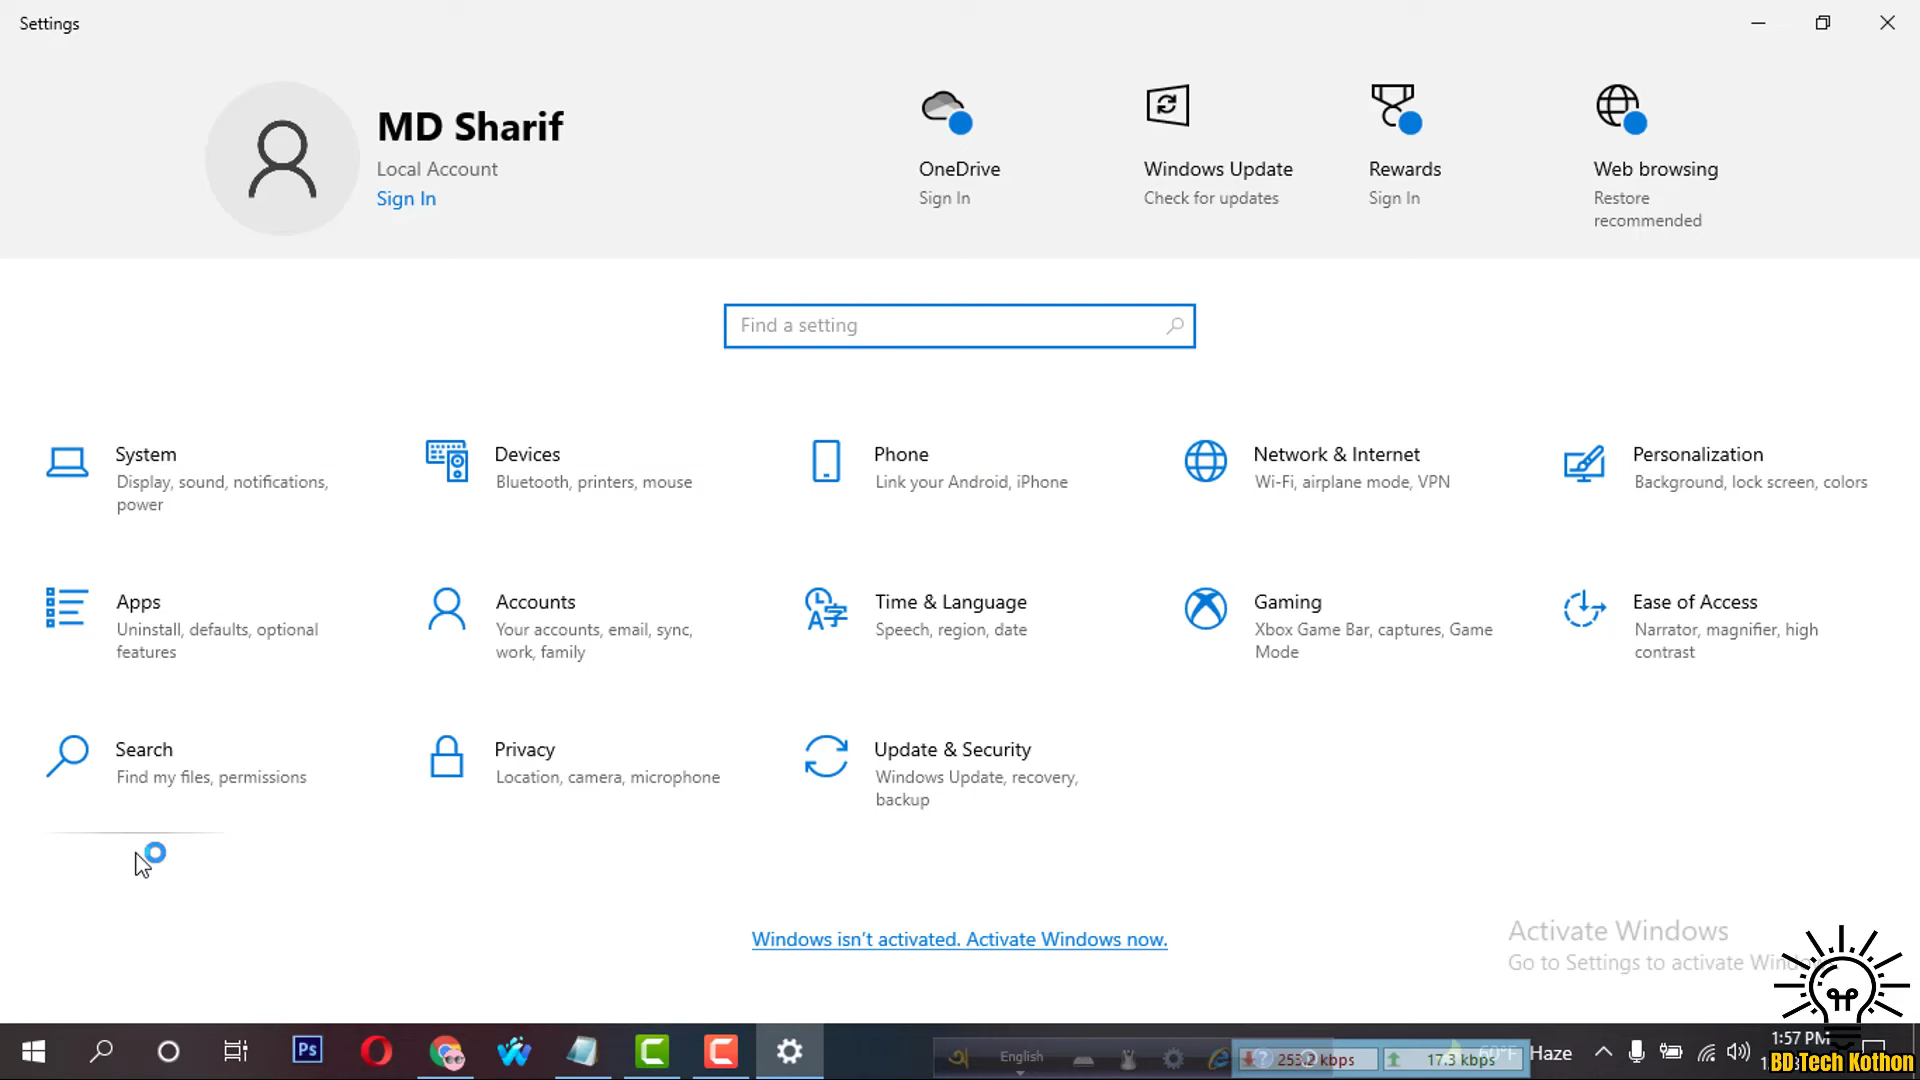 Settings
MD Sharif
Local Account
Sign In
OneDrive
Sign In
Windows Update
Check for updates
Rewards
Sign In
Web browsing
Restore
recommended
Find a setting
System
Display, sound, notifications,
power
Devices
Bluetooth, printers, mouse
Phone
Link your Android, iPhone
Network & Internet
Wi-Fi, airplane mode, VPN
Personalization
Background, lock screen, colors
Apps
Uninstall, defaults, optional
features
Accounts
Your accounts, email, sync,
work, family
Time & Language
Speech, region, date
Gaming
Xbox Game Bar, captures, Game
Mode
Ease of Access
Narrator, magnifier, high
contrast
Search
Find my files, permissions
Privacy
Location, camera, microphone
Update & Security
Windows Update, recovery,
backup
Windows isn't activated. Activate Windows now.
Activate Windows
Go to Settings to activate
Ps
English
253.2 kbps
17.3 kbps
Haze
1:57 PM
BD Tech Kothon